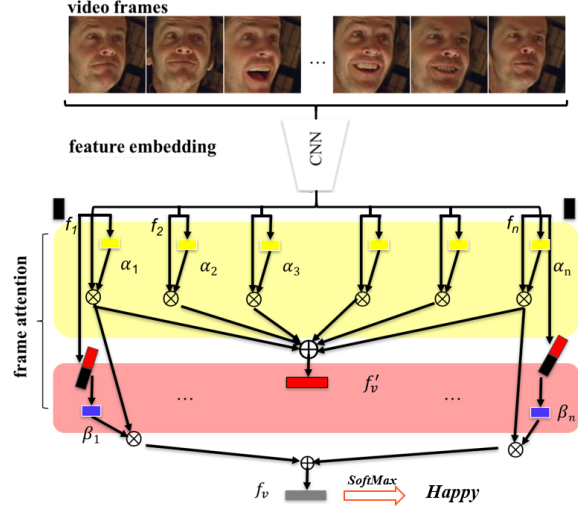 video frames
...
feature embedding
CNN
f₁
f₂
fₙ
α₁
α₂
α₃
αₙ
frame attention
f′ᵥ
...
...
β₁
βₙ
fᵥ
SoftMax
Happy